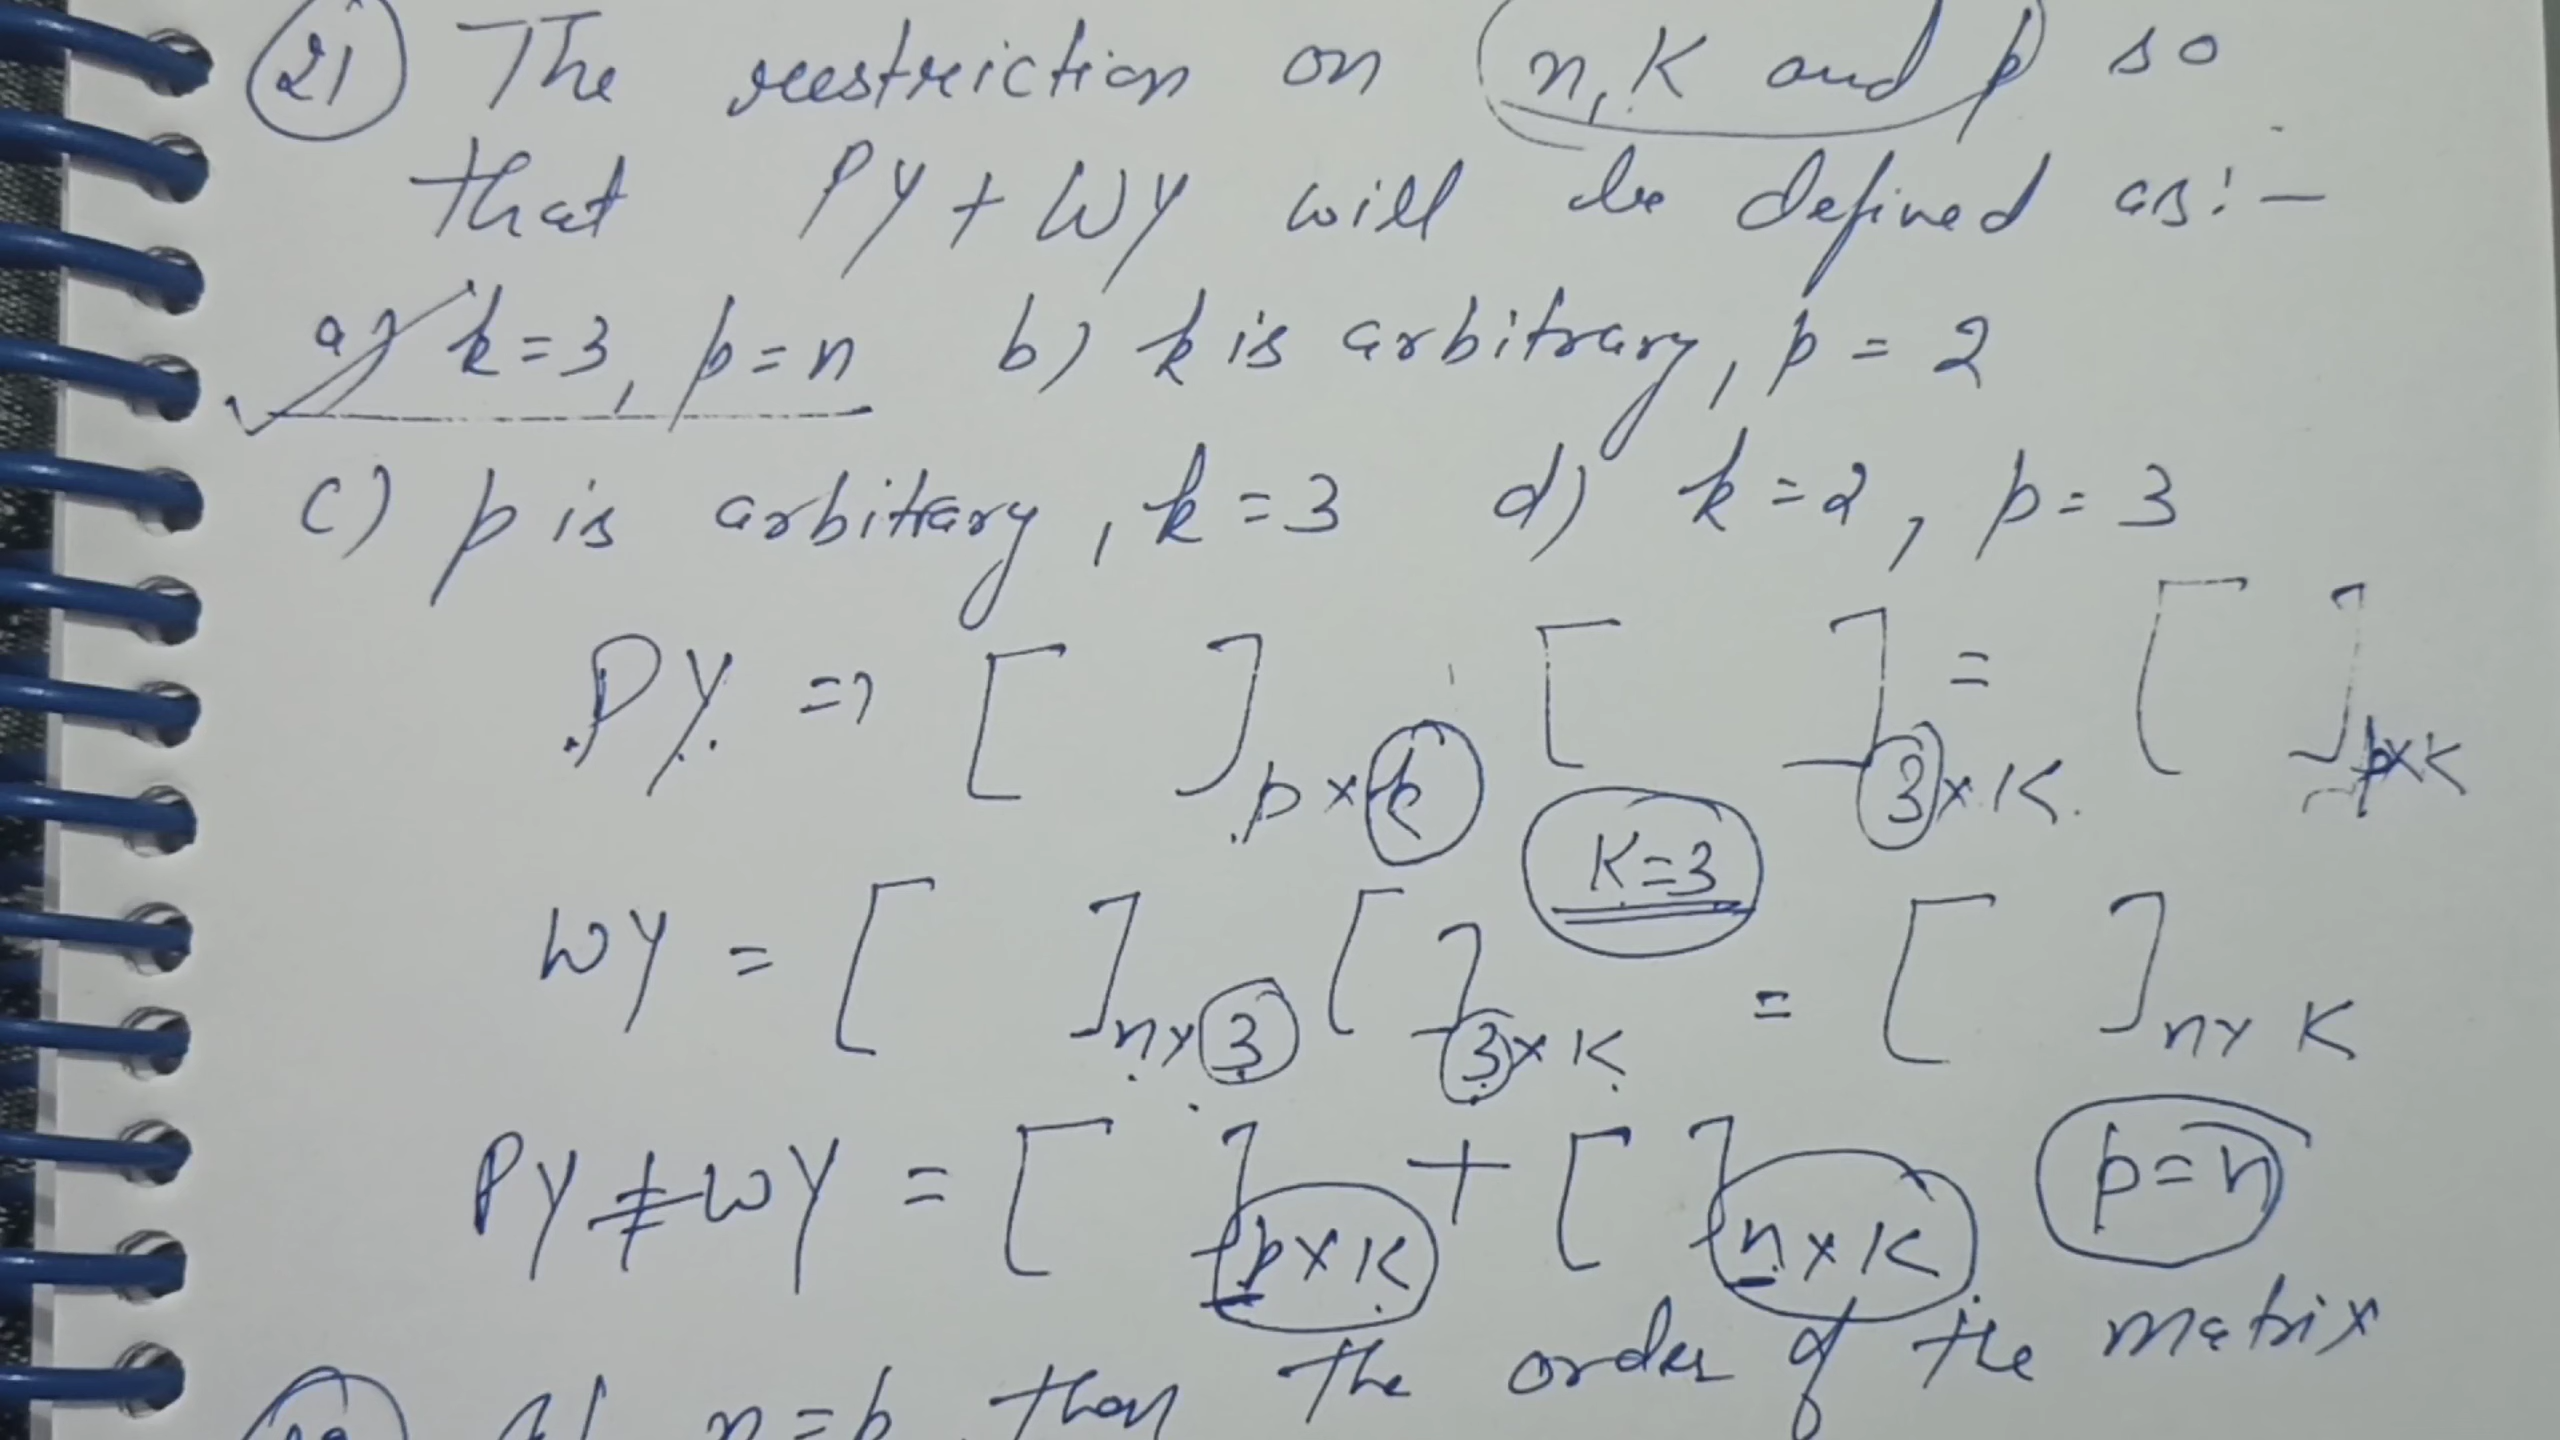 21) The restriction on n, K and p so
that PY + WY will be defined as:-
a) k=3, p=n b) k is arbitrary, p = 2
c) p is arbitrary, k=3 d) k=2, p=3
PY => [ ]p×k [ ]3×K = [ ]p×K
K=3
WY = [ ]n×3 [ ]3×K = [ ]n×K
PY + WY = [ ]p×K + [ ]n×K p=n
n=p, then the order of the matrix